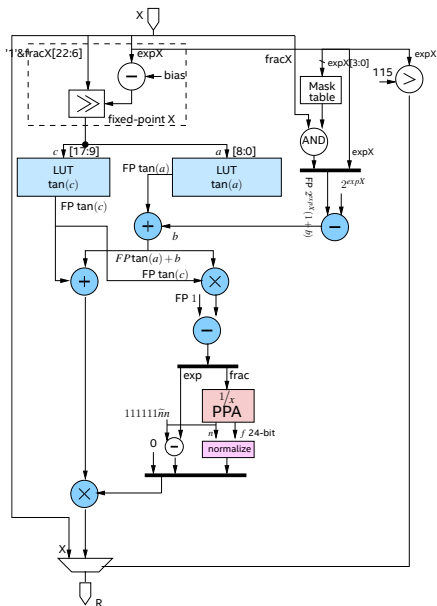 X
'1'&fracX[22:6]
expX
fracX
expX[3:0]
expX
bias
115
>
Mask
table
fixed-point X
AND
c [17:9]
a [8:0]
expX
LUT
tan(c)
FP tan(a)
LUT
tan(a)
FP 2^expX(1+b)
2^expX
FP tan(c)
b
FP tan(a)+b
FP tan(c)
FP 1
exp
frac
1/x
PPA
111111ñn
n
f 24-bit
0
normalize
X
R